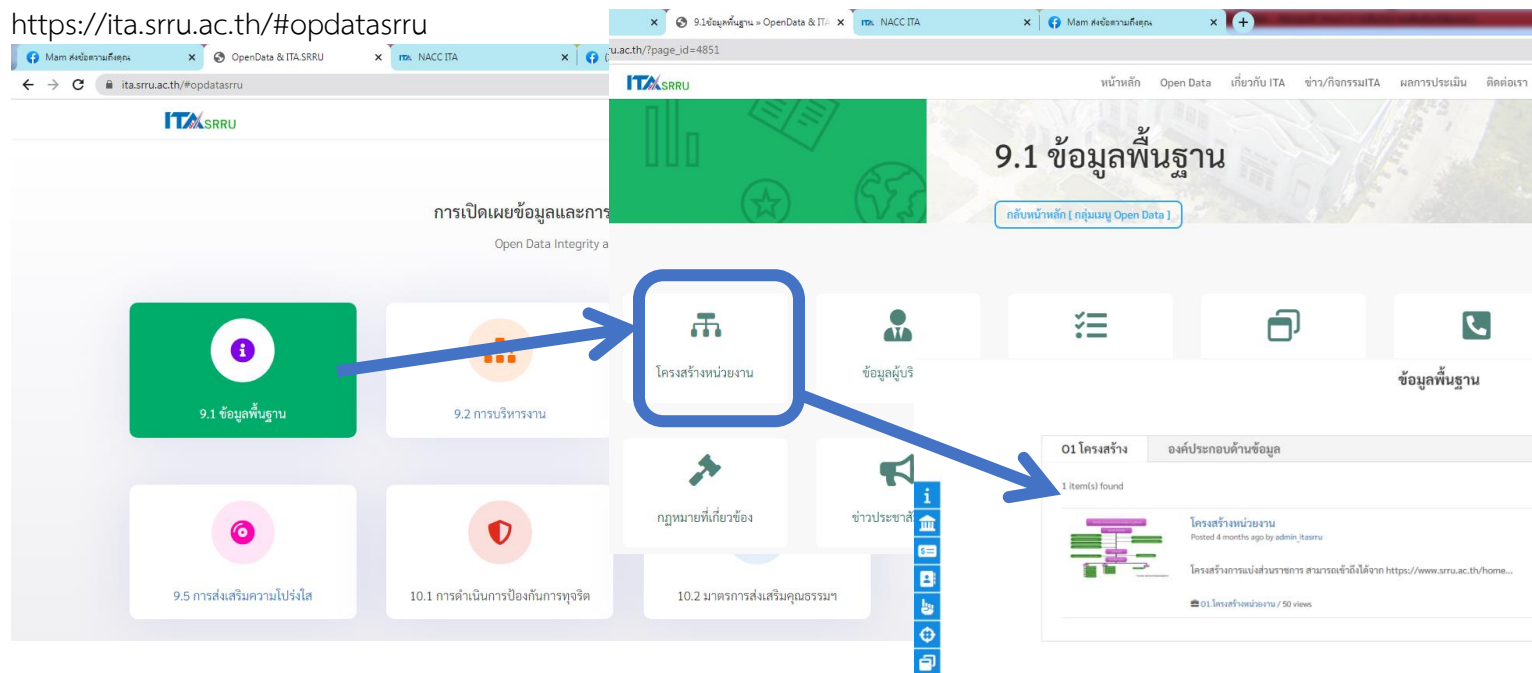 https://ita.srru.ac.th/#opdatasrru
Mam ส่งข้อความถึงคุณ
OpenData & ITA.SRRU
NACC ITA
ita.srru.ac.th/#opdatasrru
ITA SRRU
การเปิดเผยข้อมูลและการ
Open Data Integrity a
9.1 ข้อมูลพื้นฐาน
9.2 การบริหารงาน
9.5 การส่งเสริมความโปร่งใส
10.1 การดำเนินการป้องกันการทุจริต
10.2 มาตรการส่งเสริมคุณธรรมฯ
9.1ข้อมูลพื้นฐาน » OpenData & ITA
NACC ITA
Mam ส่งข้อความถึงคุณ
ru.ac.th/?page_id=4851
ITA SRRU
หน้าหลัก Open Data เกี่ยวกับ ITA ข่าว/กิจกรรมITA ผลการประเมิน ติดต่อเรา
9.1 ข้อมูลพื้นฐาน
กลับหน้าหลัก [ กลุ่มเมนู Open Data ]
โครงสร้างหน่วยงาน
ข้อมูลผู้บริ
กฎหมายที่เกี่ยวข้อง
ข่าวประชาสั
ข้อมูลพื้นฐาน
O1 โครงสร้าง
องค์ประกอบด้านข้อมูล
1 item(s) found
โครงสร้างหน่วยงาน
Posted 4 months ago by admin_itasrru
โครงสร้างการแบ่งส่วนราชการ สามารถเข้าถึงได้จาก https://www.srru.ac.th/home...
O1.โครงสร้างหน่วยงาน / 50 views